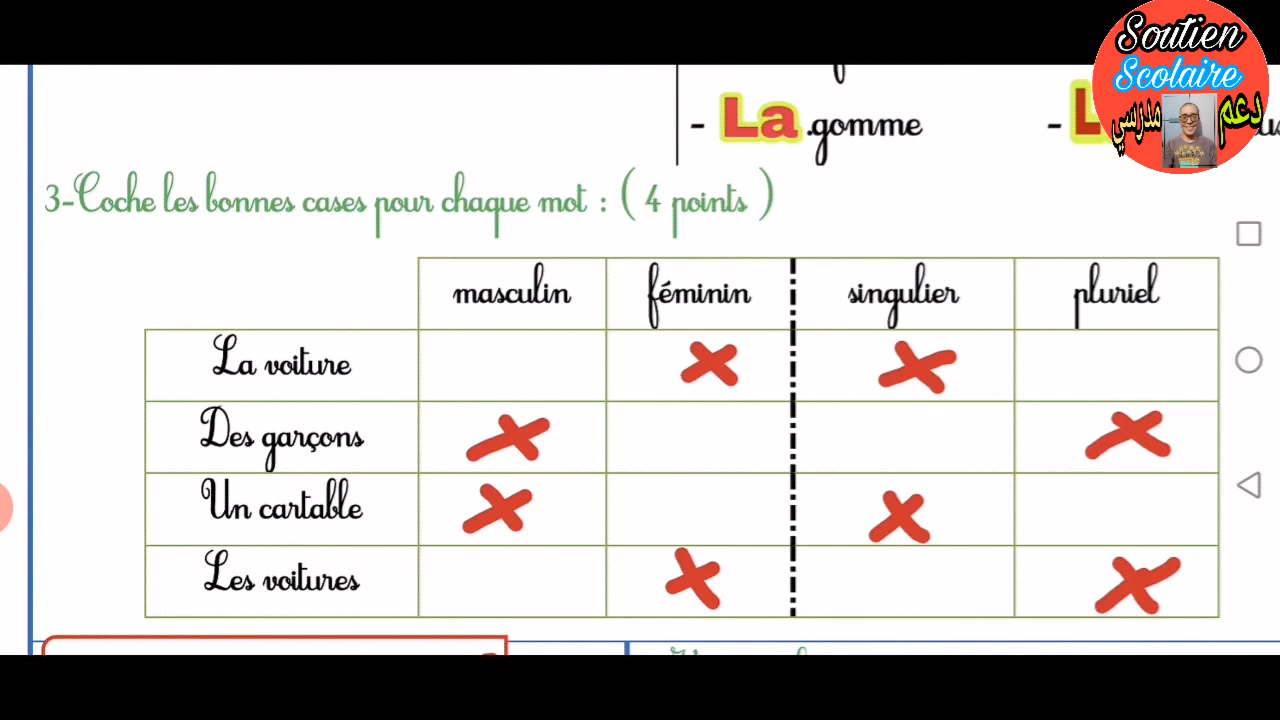 Soutien
Scolaire
دعم مدرسي
- La .gomme -
3-Coche les bonnes cases pour chaque mot : ( 4 points )
masculin féminin singulier pluriel
La voiture
Des garçons
Un cartable
Les voitures